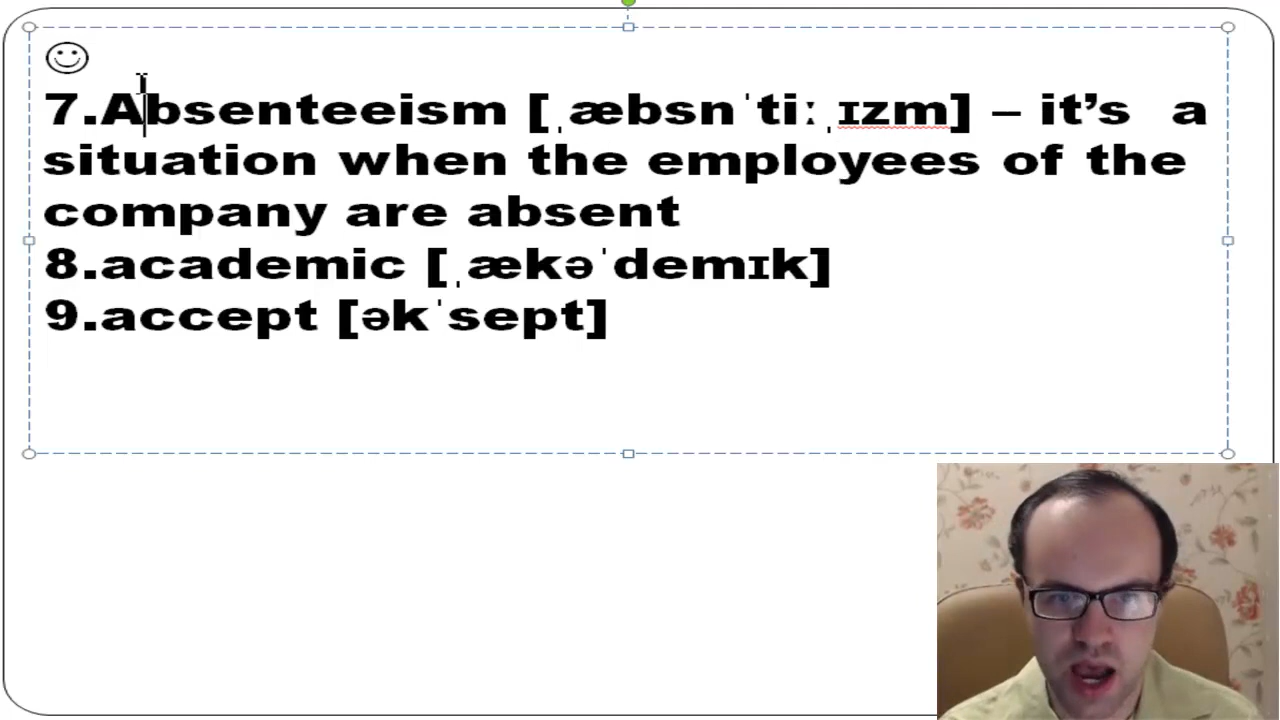 7.Absenteeism [ˌæbsnˈtiːˌɪzm] – it’s a
situation when the employees of the
company are absent
8.academic [ˌækəˈdemɪk]
9.accept [əkˈsept]